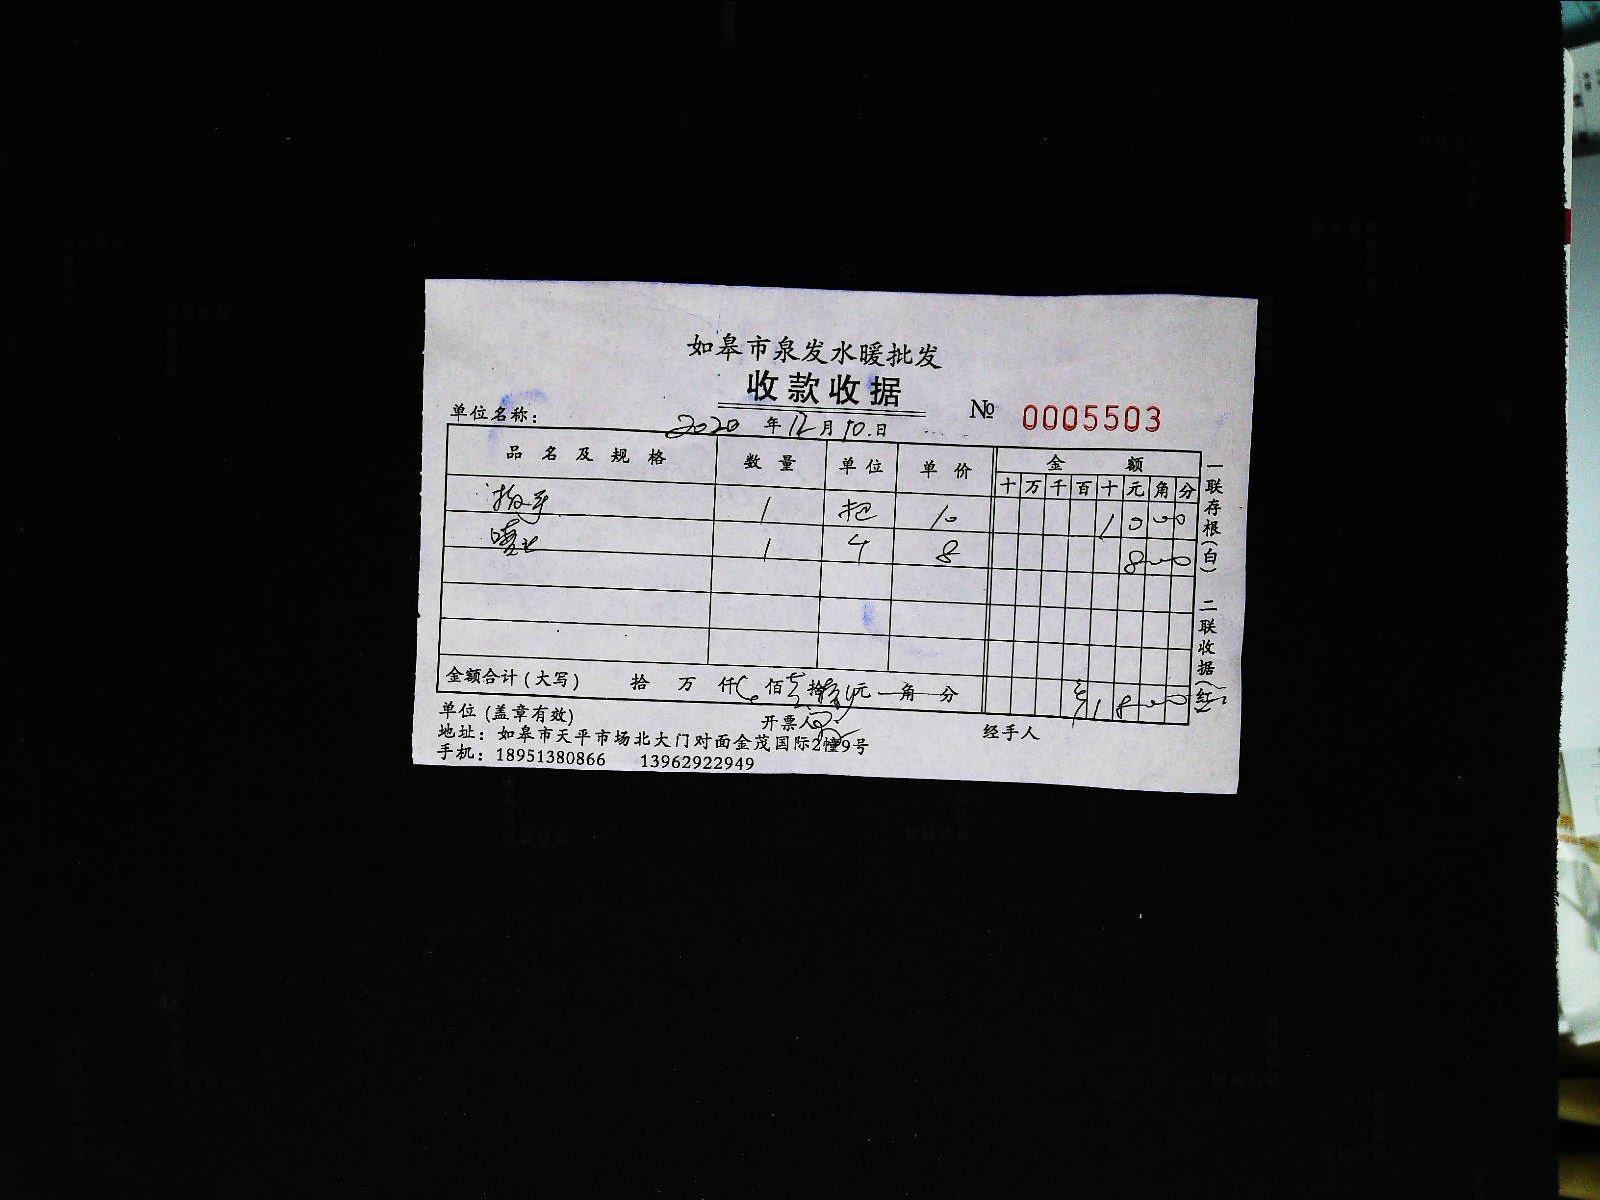 如皋市泉发水暖批发
收款收据
№ 0005503
单位名称：
2020 年 12 月 10 日
品名及规格 数量 单位 单价 金额
十 万 千 百 十 元 角 分
扳手 1 把 10 1 0 0 0
喷头 1 个 8 8 0 0
金额合计(大写) 拾 万 仟 佰 拾 元 角 分 1 8 0 0
单位 (盖章有效) 开票人 经手人
地址：如皋市天平市场北大门对面金茂国际2幢9号
手机：18951380866 13962922949
一联存根(白) 二联收据(红)